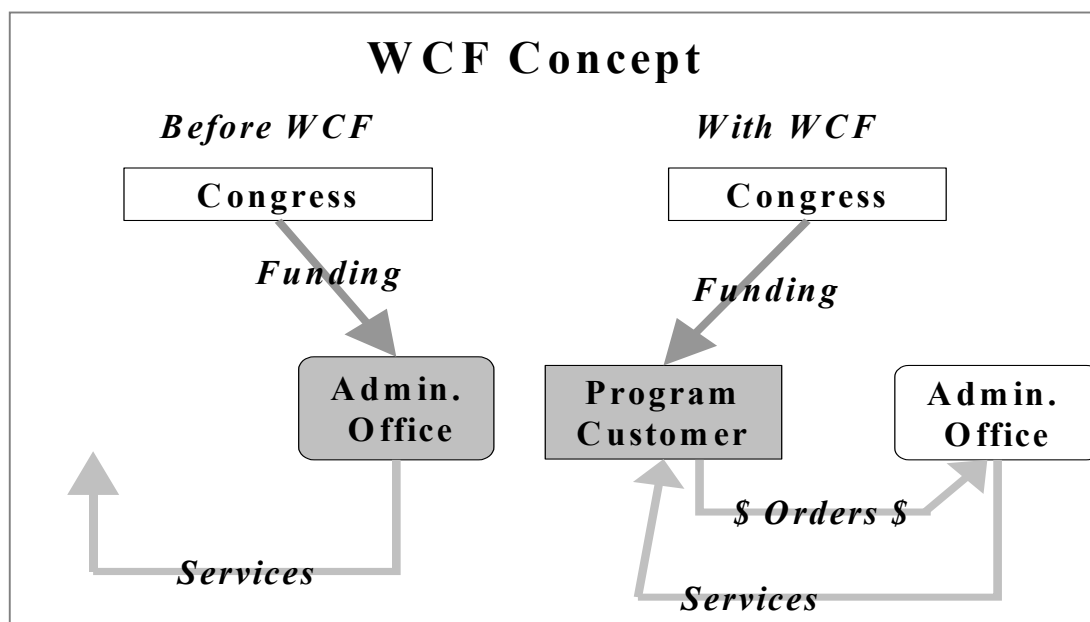 WCF Concept
Before WCF
Congress
Funding
Admin.
Office
Services
With WCF
Congress
Funding
Program
Customer
Admin.
Office
$ Orders $
Services